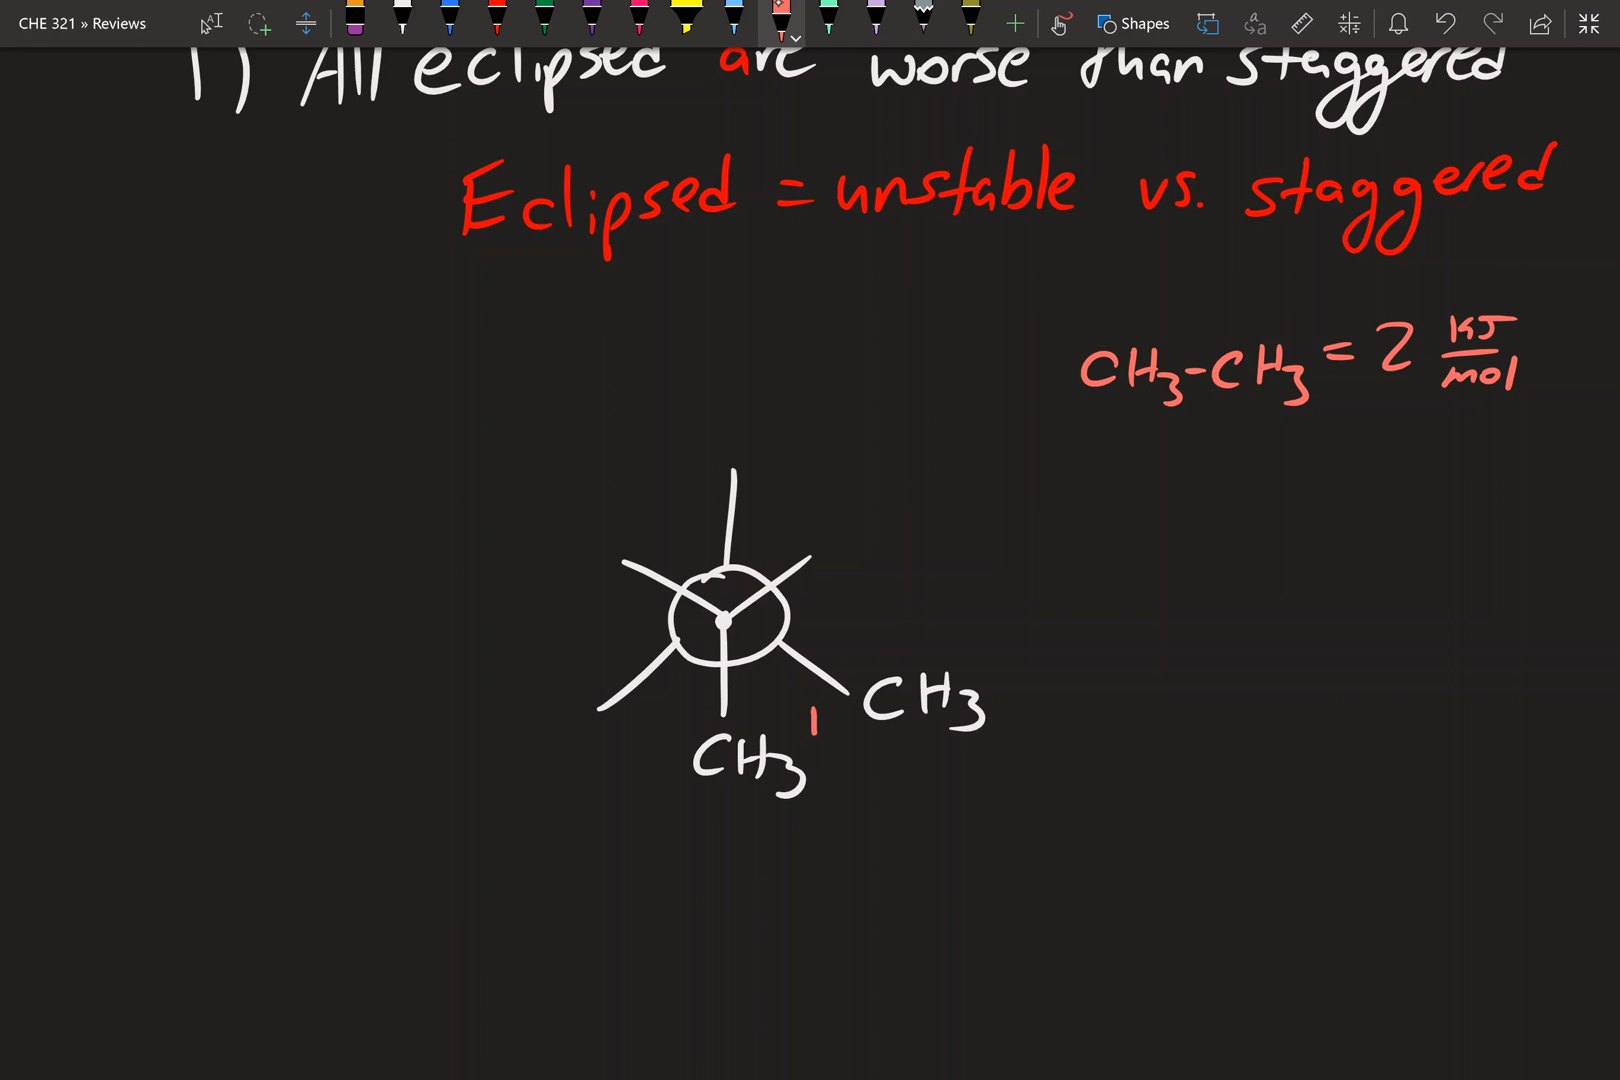 CHE 321 » Reviews
Shapes
1) All eclipsed are worse than staggered
Eclipsed = unstable vs. staggered
CH3-CH3 = 2 KJ/mol
CH3
CH3